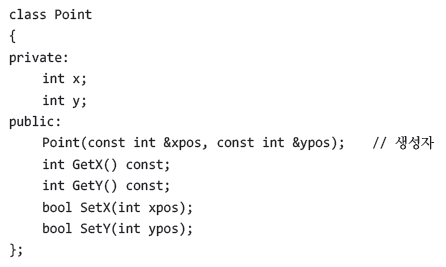 class Point
{
private:
    int x;
    int y;
public:
    Point(const int &xpos, const int &ypos);   // 생성자
    int GetX() const;
    int GetY() const;
    bool SetX(int xpos);
    bool SetY(int ypos);
};